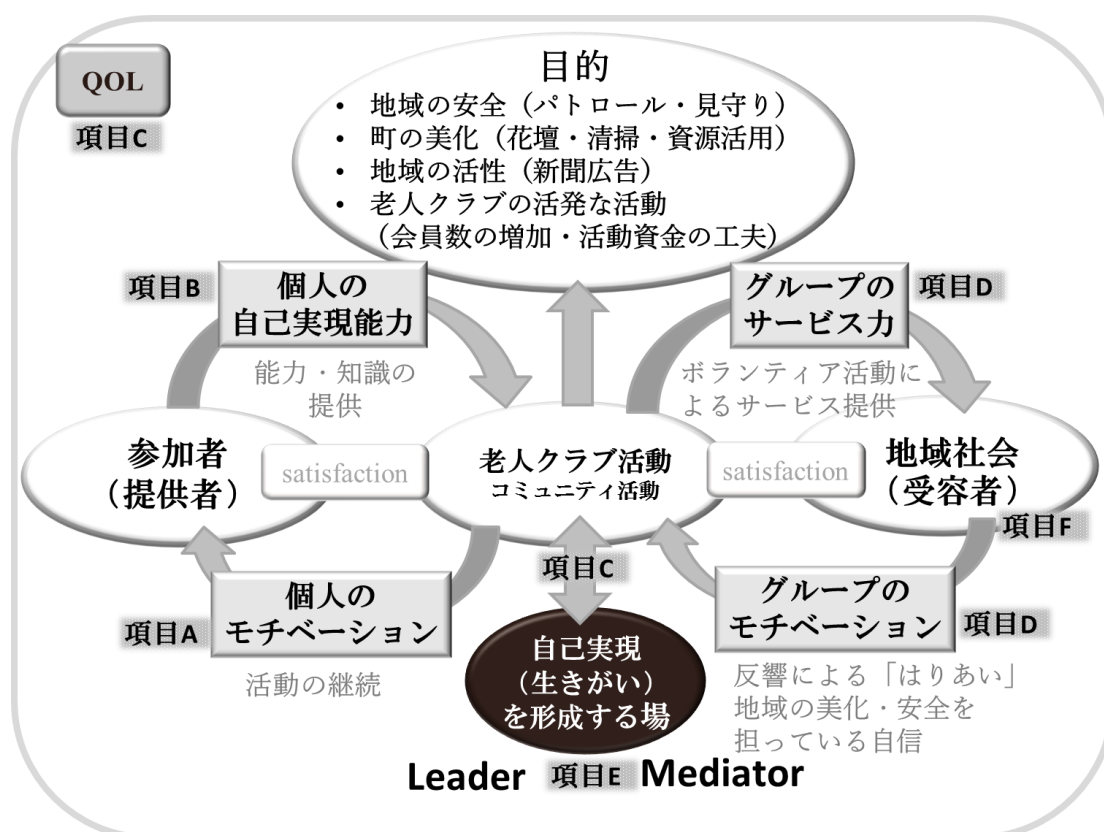 QOL
項目C
目的
• 地域の安全（パトロール・見守り）
• 町の美化（花壇・清掃・資源活用）
• 地域の活性（新聞広告）
• 老人クラブの活発な活動
（会員数の増加・活動資金の工夫）
項目B
個人の
自己実現能力
グループの
サービス力
項目D
能力・知識の
提供
ボランティア活動に
よるサービス提供
参加者
（提供者）
satisfaction
老人クラブ活動
コミュニティ活動
satisfaction
地域社会
（受容者）
項目F
項目C
項目A
個人の
モチベーション
活動の継続
グループの
モチベーション
項目D
自己実現
（生きがい）
を形成する場
反響による「はりあい」
地域の美化・安全を
担っている自信
Leader 項目E Mediator